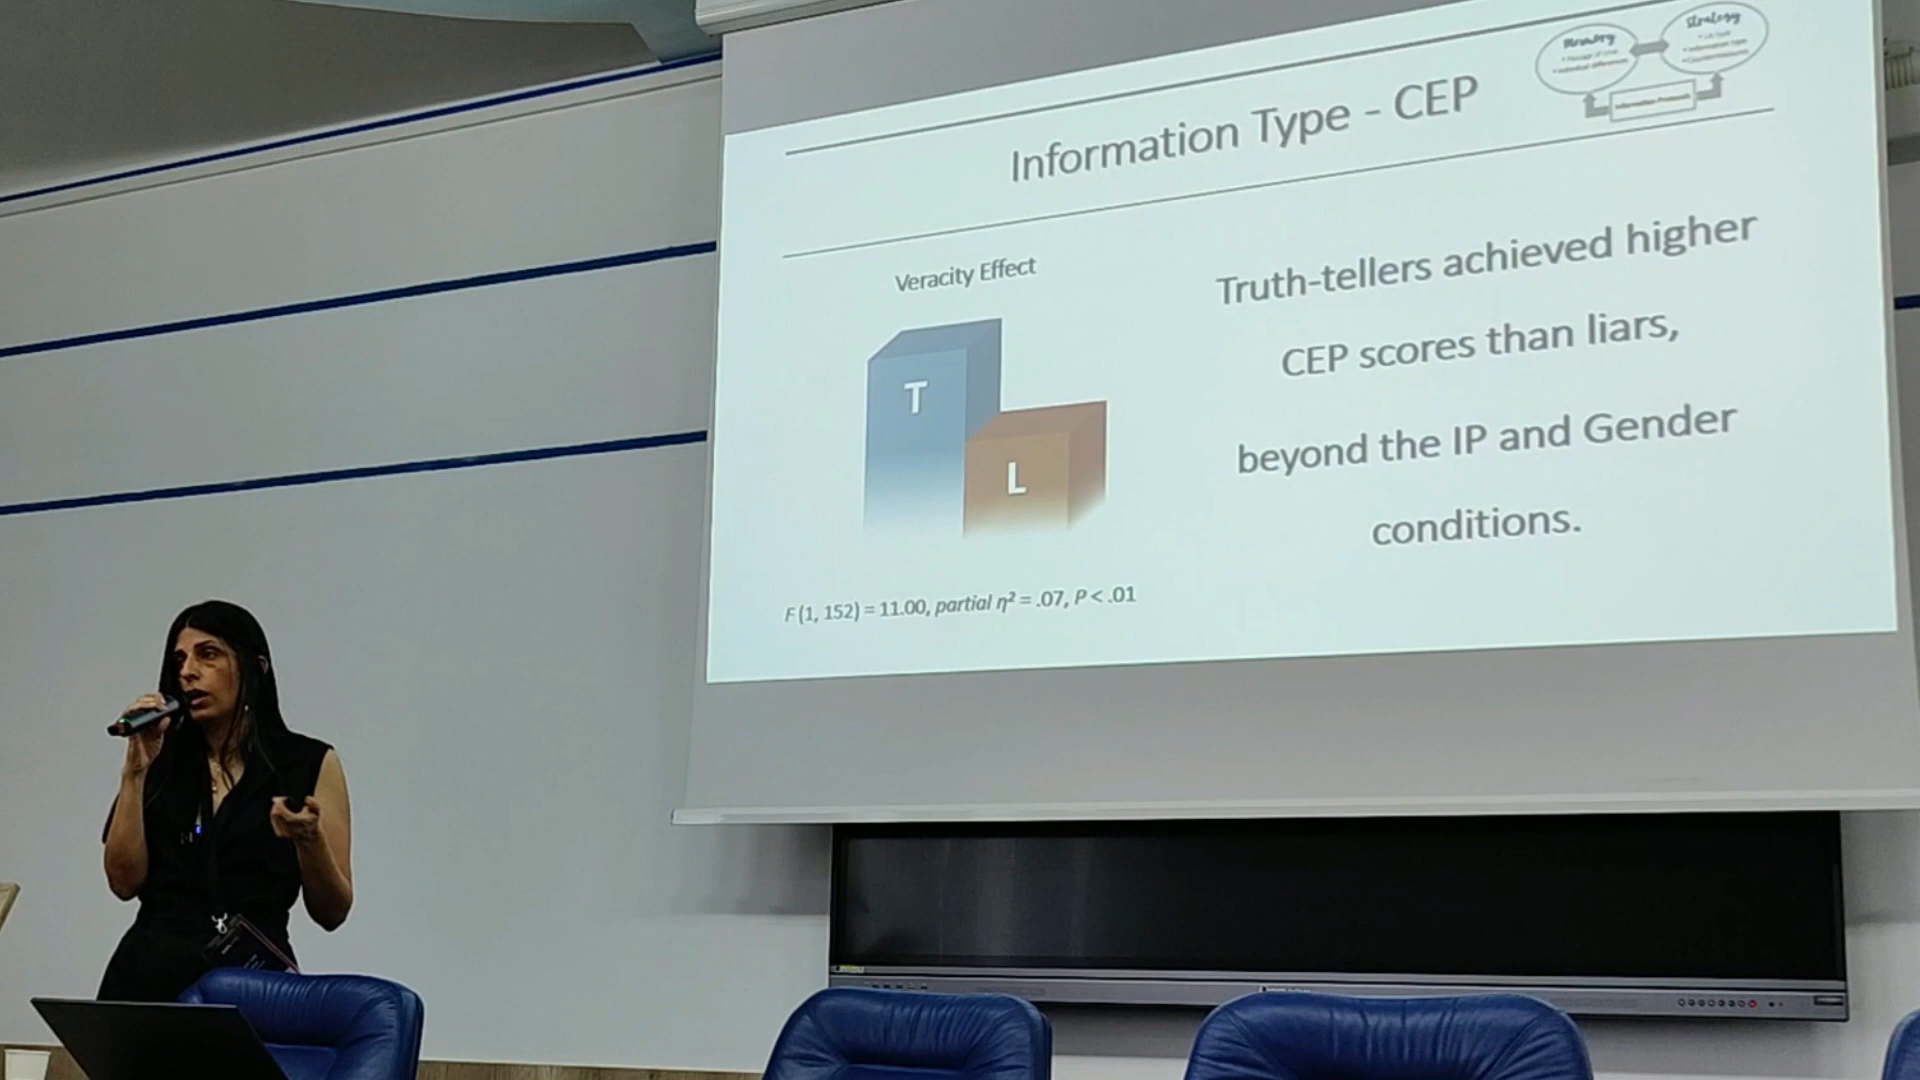 Memory
Strategy
Information Type - CEP
Veracity Effect
T
L
F (1, 152) = 11.00, partial η² = .07, P < .01
Truth-tellers achieved higher
CEP scores than liars,
beyond the IP and Gender
conditions.